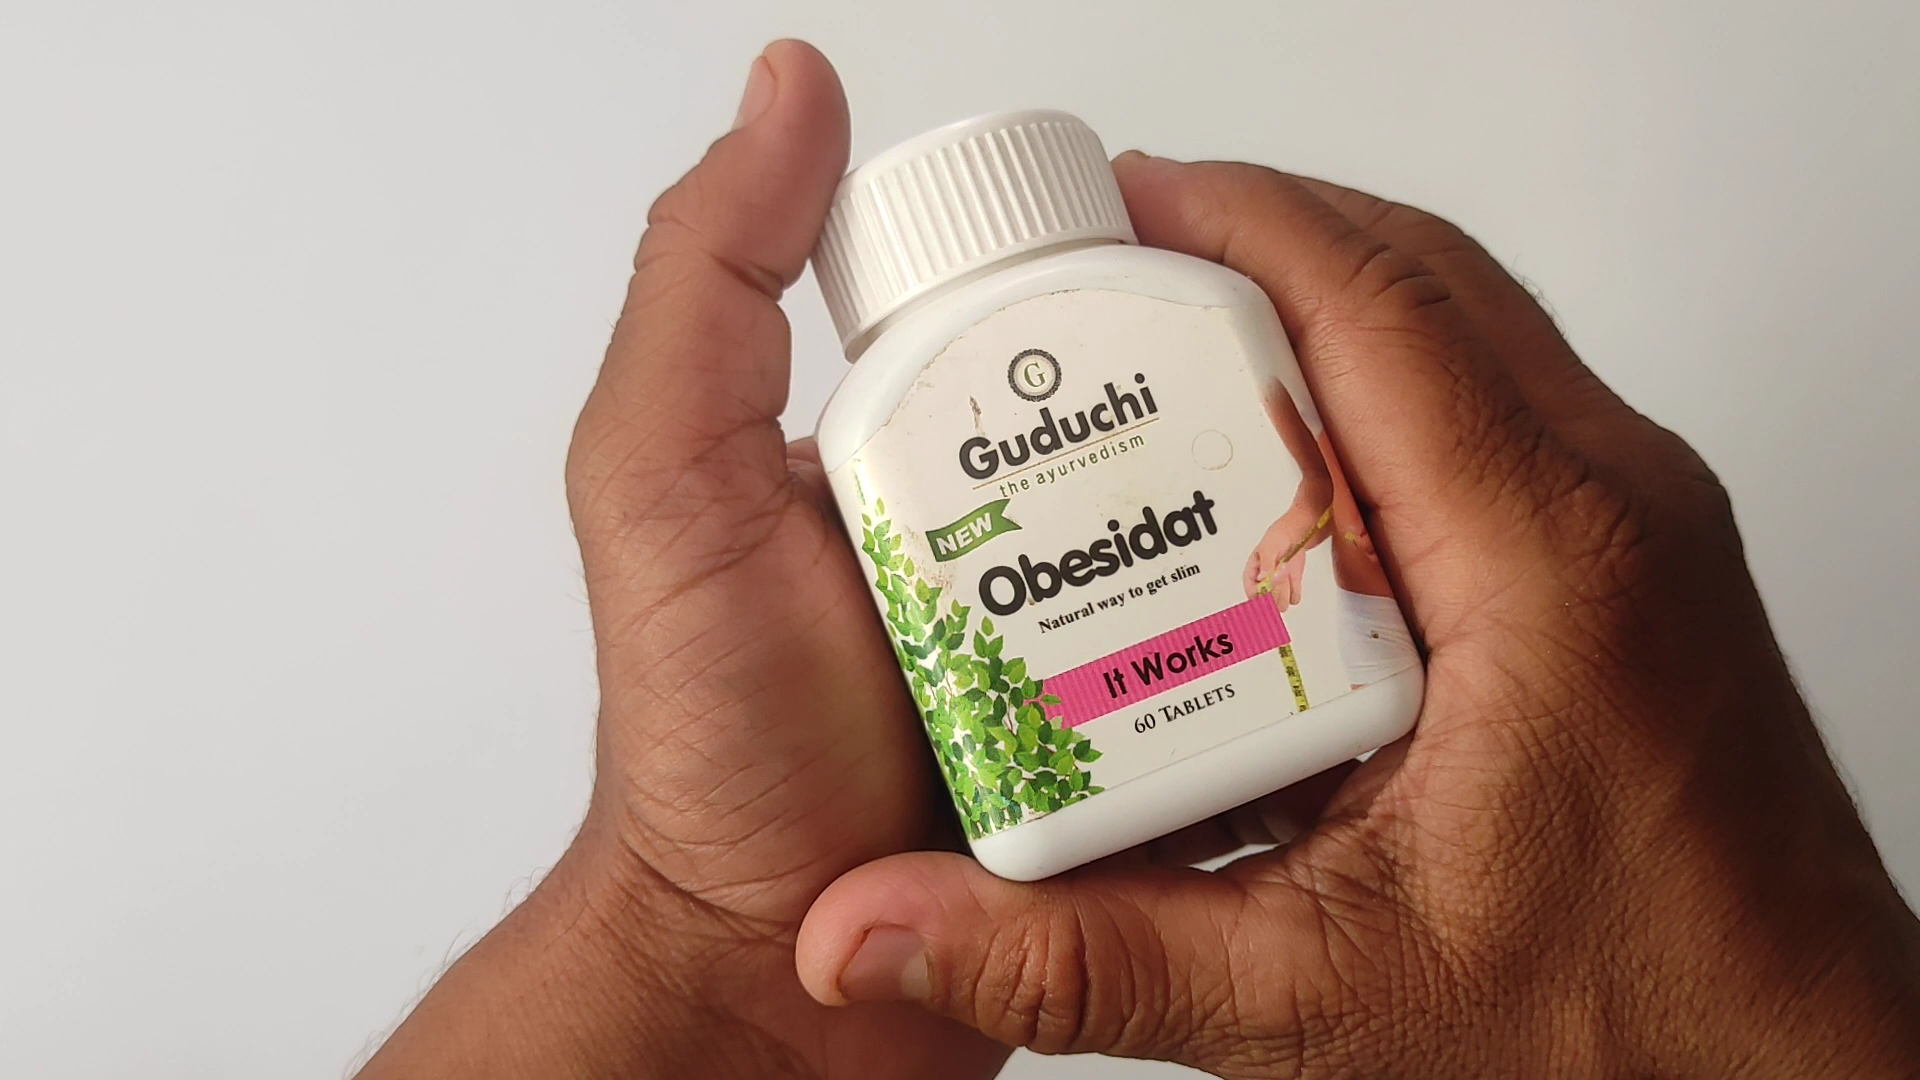 G
Guduchi
the ayurvedism
NEW
Obesidat
Natural way to get slim
It Works
60 TABLETS